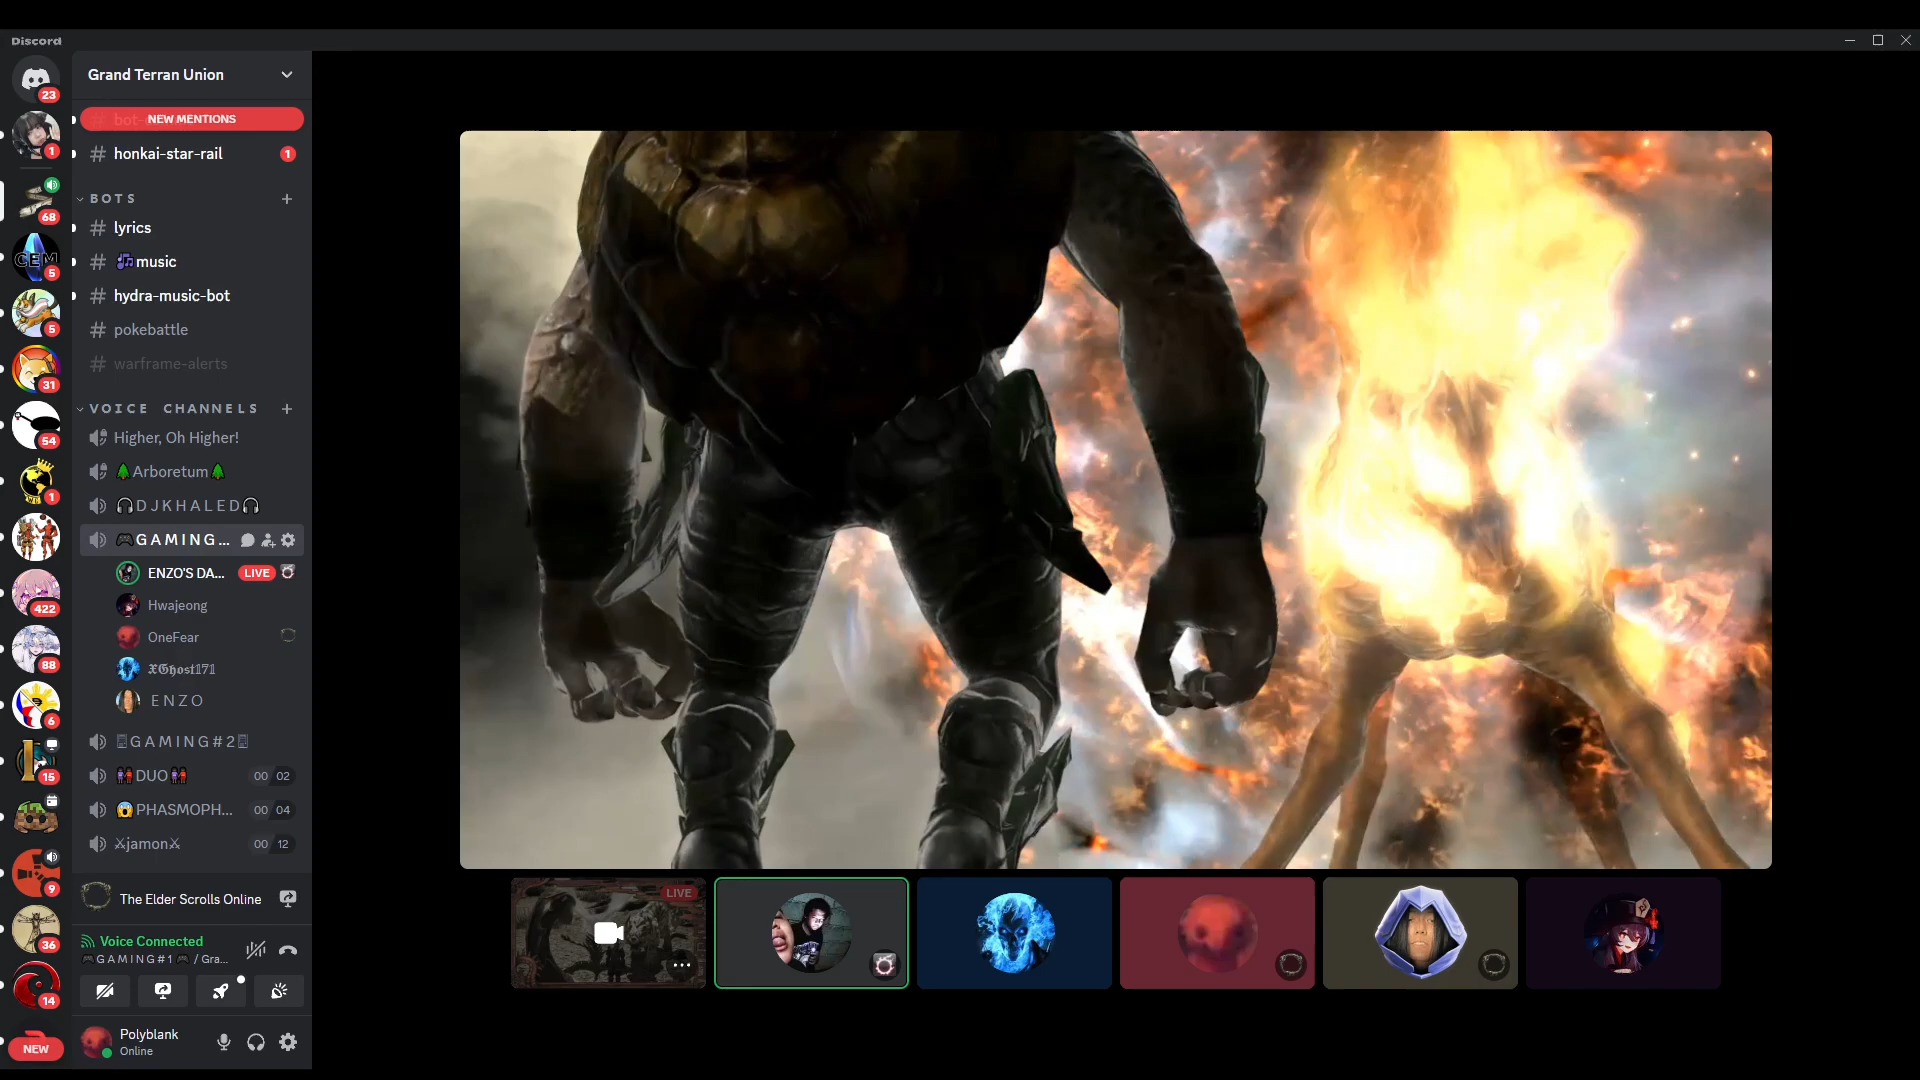 Discord
23
1
68
CEM
5
5
31
54
1
422
88
6
15
9
36
14
NEW
Grand Terran Union
NEW MENTIONS
honkai-star-rail
1
BOTS
lyrics
music
hydra-music-bot
pokebattle
warframe-alerts
VOICE CHANNELS
Higher, Oh Higher!
Arboretum
DJKHALED
GAMING...
ENZO'S DA...
LIVE
Hwajeong
OneFear
𝕏𝕲𝖍𝖔𝖘𝖙171
ENZO
GAMING#2
DUO
00 02
PHASMOPH...
00 04
⚔jamon⚔
00 12
The Elder Scrolls Online
Voice Connected
GAMING#1 / Gra...
Polyblank
Online
LIVE